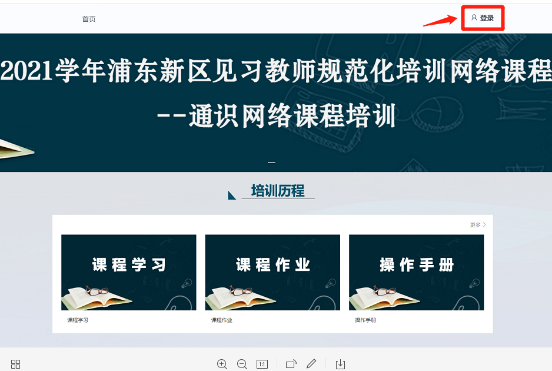 首页
登录
2021学年浦东新区见习教师规范化培训网络课程
--通识网络课程培训
培训历程
更多 >
课程学习
课程作业
操作手册
课程学习
课程作业
操作手册